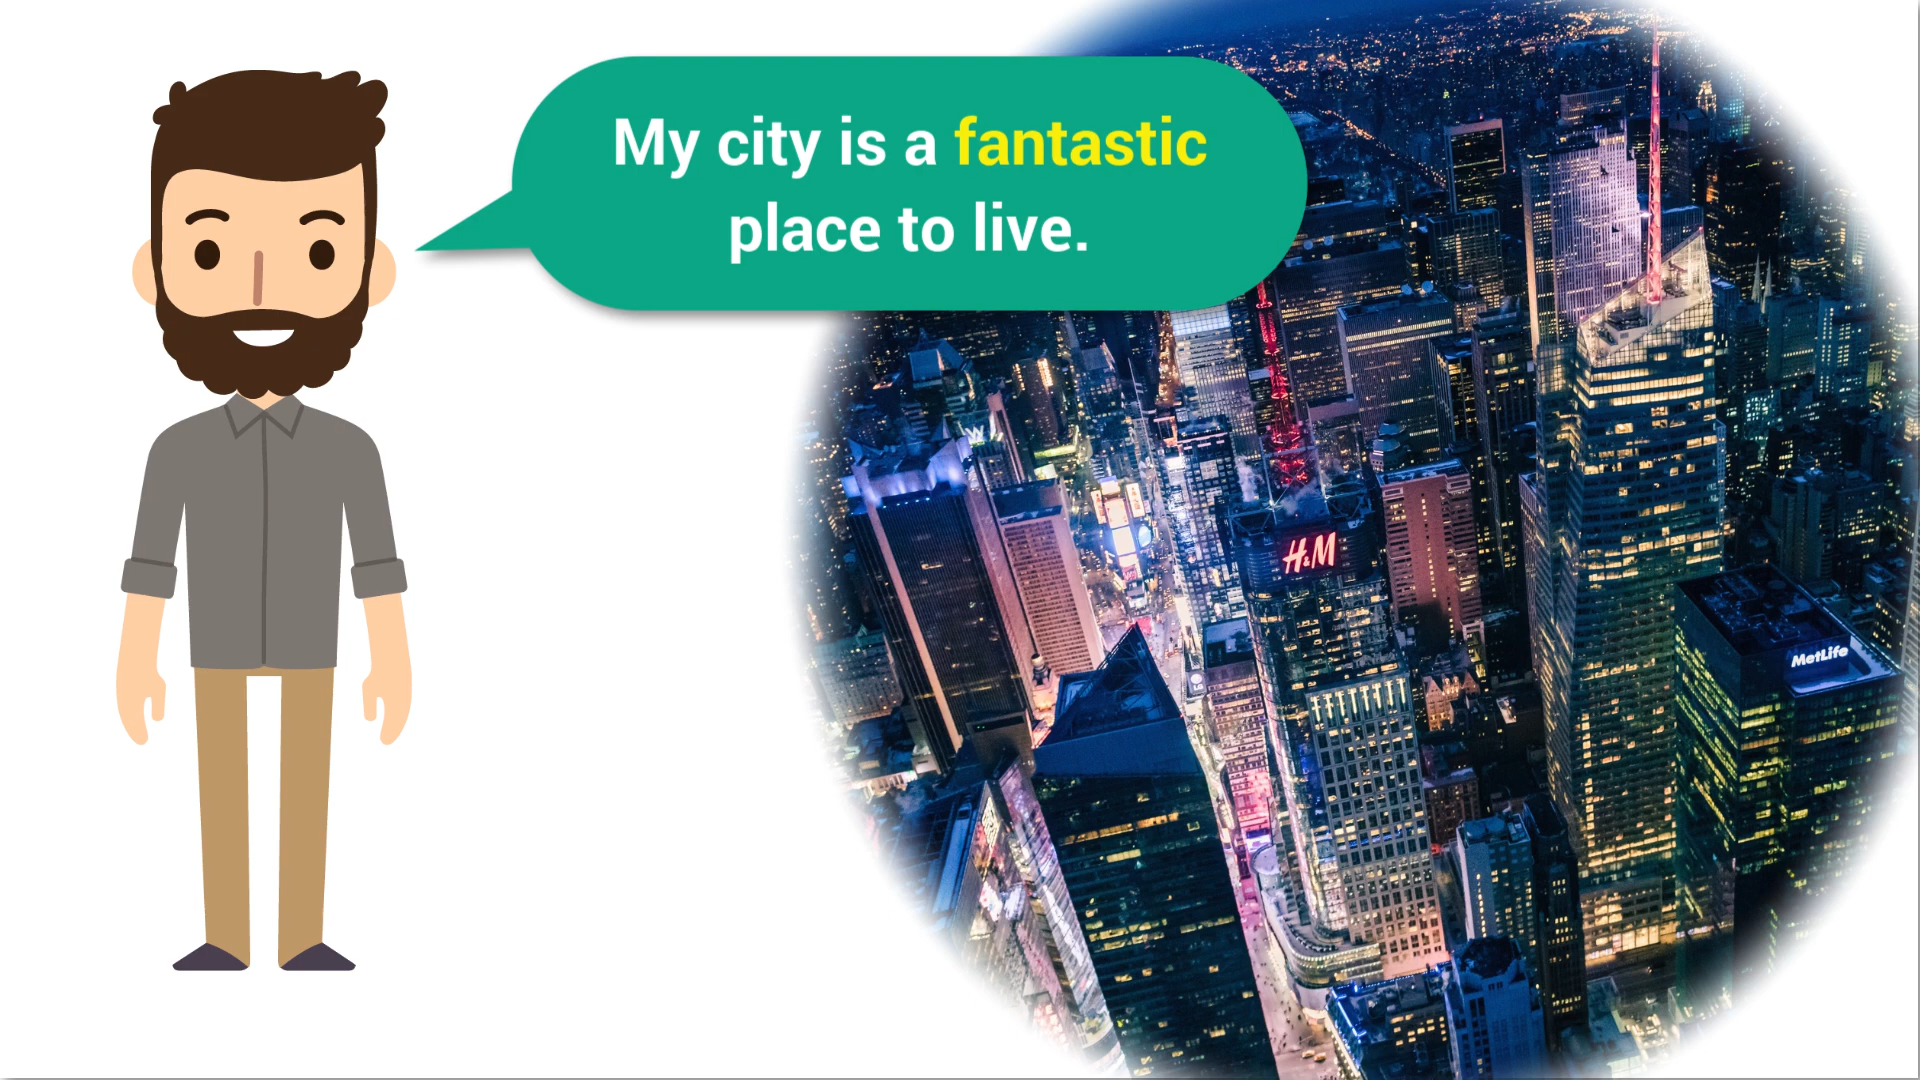 My city is a fantastic
place to live.
H&M
MetLife